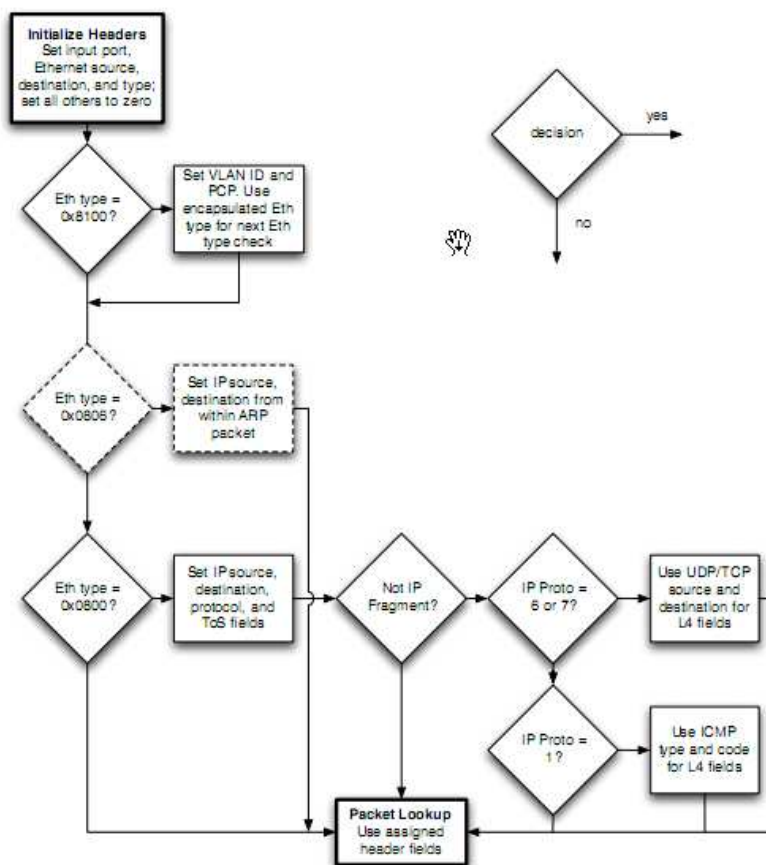 Initialize Headers
Set input port,
Ethernet source,
destination, and type;
set all others to zero
decision
yes
no
Eth type =
0x8100?
Set VLAN ID and
PCP. Use
encapsulated Eth
type for next Eth
type check
Eth type =
0x0806?
Set IP source,
destination from
within ARP
packet
Eth type =
0x0800?
Set IP source,
destination,
protocol, and
ToS fields
Not IP
Fragment?
IP Proto =
6 or 7?
Use UDP/TCP
source and
destination for
L4 fields
IP Proto =
1?
Use ICMP
type and code
for L4 fields
Packet Lookup
Use assigned
header fields